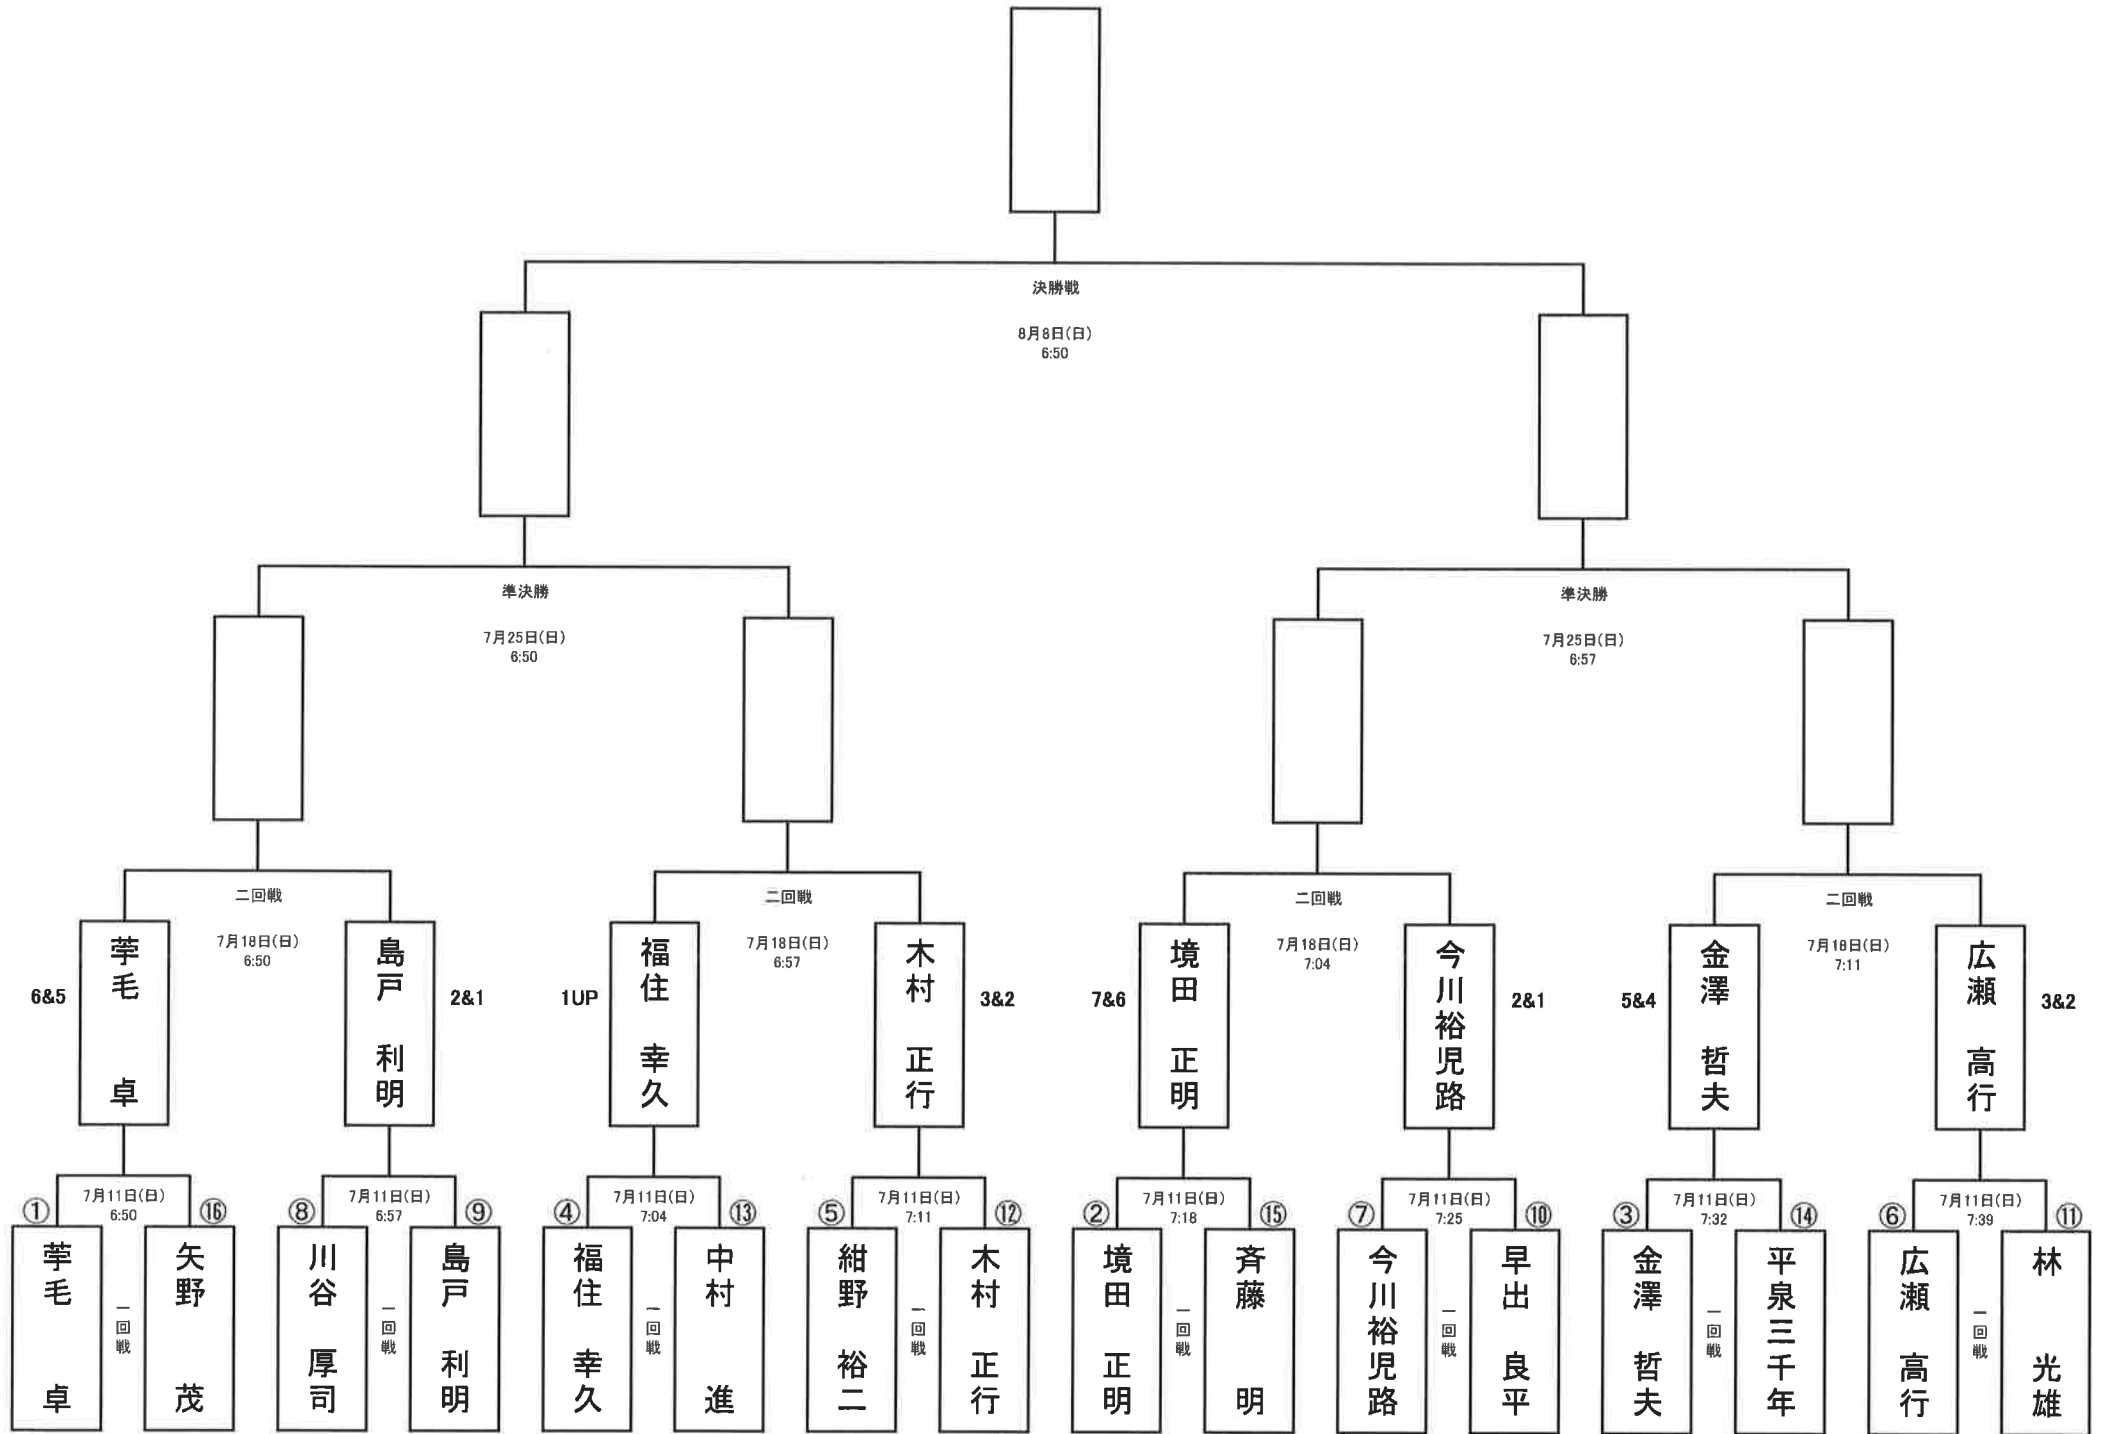 決勝戦
8月8日(日)
6:50
準決勝
7月25日(日)
6:50
準決勝
7月25日(日)
6:57
二回戦
7月18日(日)
6:50
二回戦
7月18日(日)
6:57
二回戦
7月18日(日)
7:04
二回戦
7月18日(日)
7:11
6&5
莩毛 卓
島戸 利明
2&1
1UP
福住 幸久
木村 正行
3&2
7&6
境田 正明
今川裕児路
2&1
5&4
金澤 哲夫
広瀬 高行
3&2
① 7月11日(日) ⑯
6:50
⑧ 7月11日(日) ⑨
6:57
④ 7月11日(日) ⑬
7:04
⑤ 7月11日(日) ⑫
7:11
② 7月11日(日) ⑮
7:18
⑦ 7月11日(日) ⑩
7:25
③ 7月11日(日) ⑭
7:32
⑥ 7月11日(日) ⑪
7:39
莩毛 卓
一回戦
矢野 茂
川谷 厚司
一回戦
島戸 利明
福住 幸久
一回戦
中村 進
紺野 裕二
一回戦
木村 正行
境田 正明
一回戦
斉藤 明
今川裕児路
一回戦
早出 良平
金澤 哲夫
一回戦
平泉三千年
広瀬 高行
一回戦
林 光雄